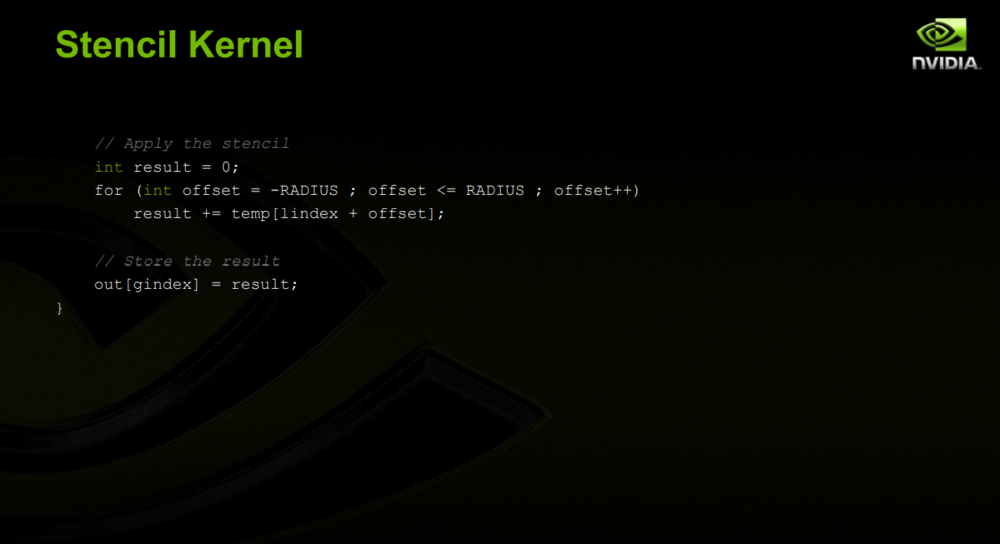 Stencil Kernel
NVIDIA.
// Apply the stencil
int result = 0;
for (int offset = -RADIUS ; offset <= RADIUS ; offset++)
result += temp[lindex + offset];
// Store the result
out[gindex] = result;
}